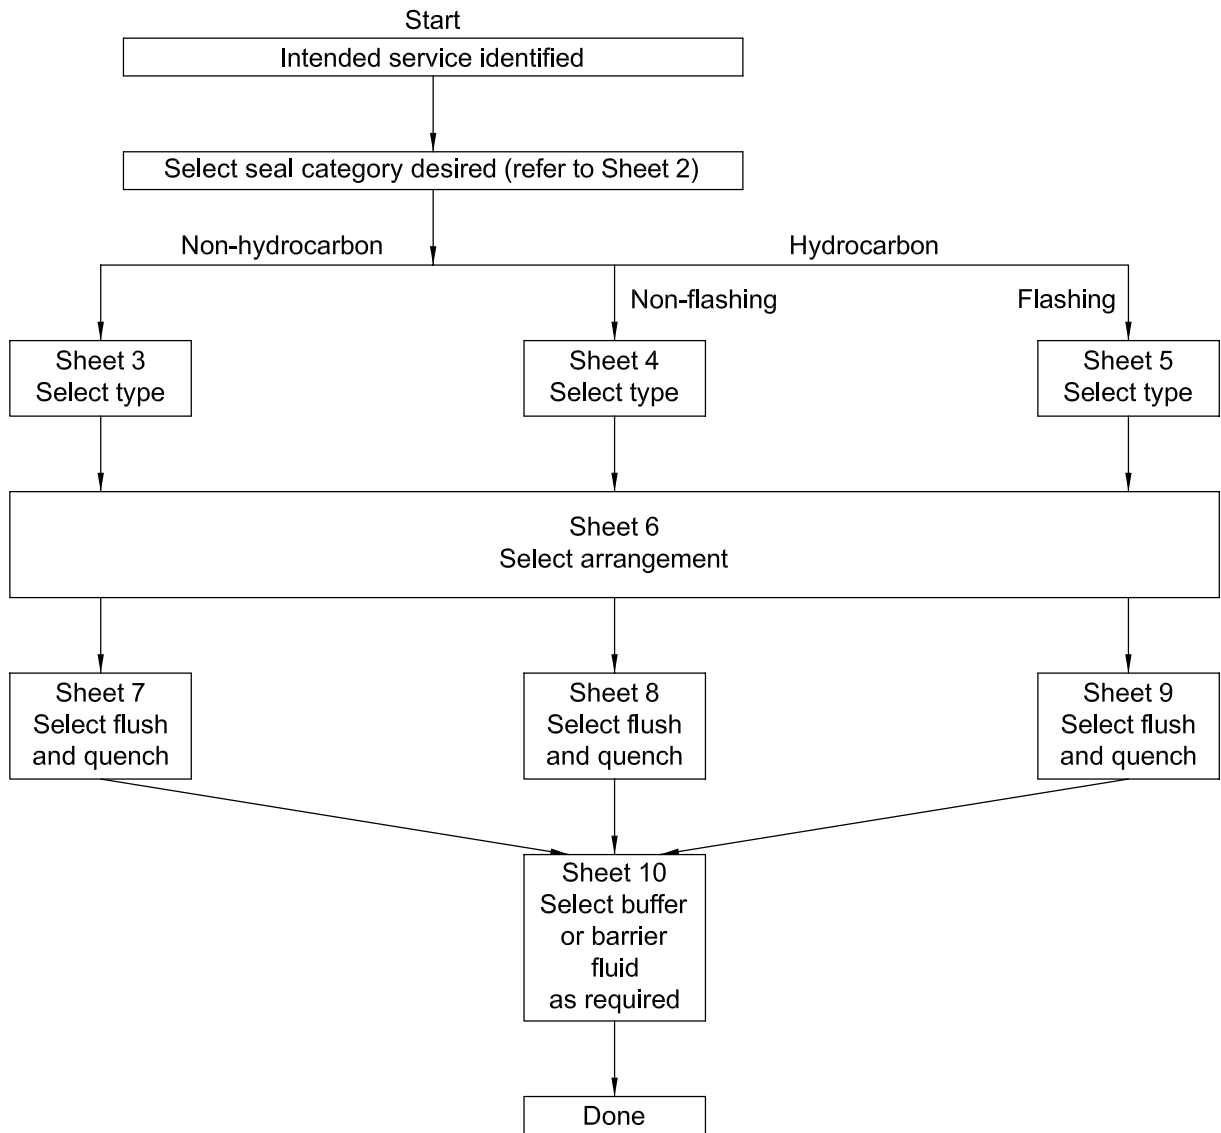 Start
Intended service identified
Select seal category desired (refer to Sheet 2)
Non-hydrocarbon
Hydrocarbon
Non-flashing
Flashing
Sheet 3
Select type
Sheet 4
Select type
Sheet 5
Select type
Sheet 6
Select arrangement
Sheet 7
Select flush
and quench
Sheet 8
Select flush
and quench
Sheet 9
Select flush
and quench
Sheet 10
Select buffer
or barrier
fluid
as required
Done